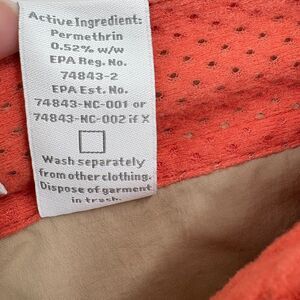 Active Ingredient:
Permethrin
0.52% w/w
EPA Reg. No.
74843-2
EPA Est. No.
74843-NC-001 or
74843-NC-002 if X
Wash separately
from other clothing.
Dispose of garment
in trash.